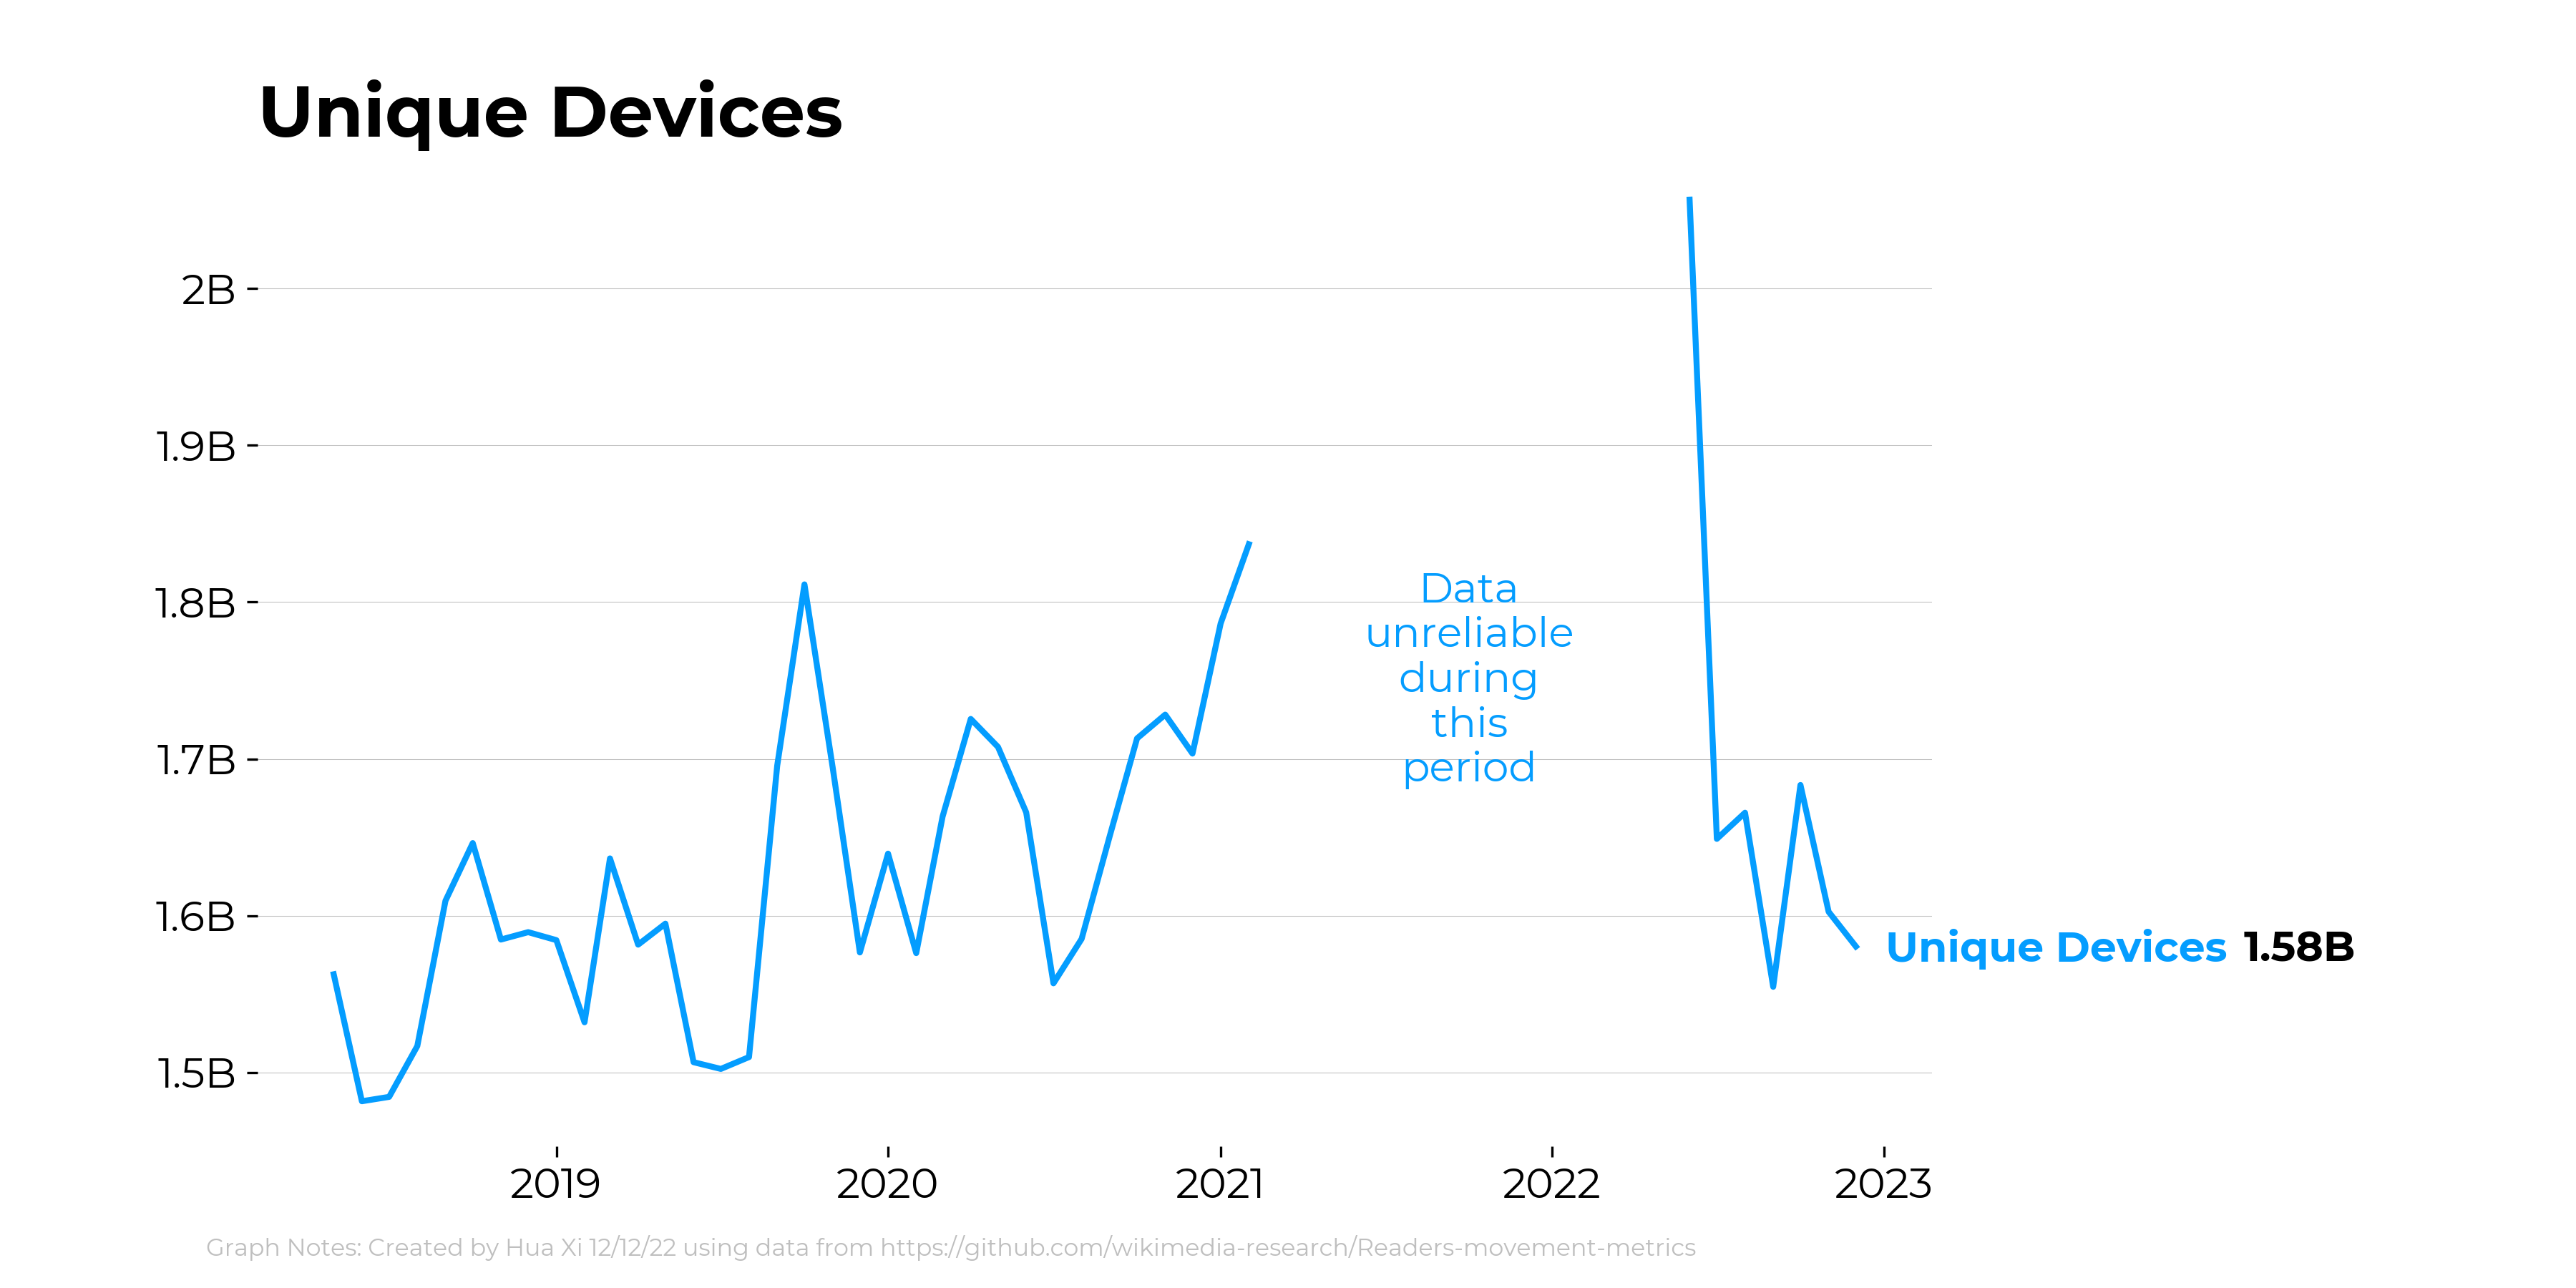 Unique Devices
2B
1.9B
1.8B
1.7B
1.6B
1.5B
Data
unreliable
during
this
period
Unique Devices 1.58B
2019 2020 2021 2022 2023
Graph Notes: Created by Hua Xi 12/12/22 using data from https://github.com/wikimedia-research/Readers-movement-metrics